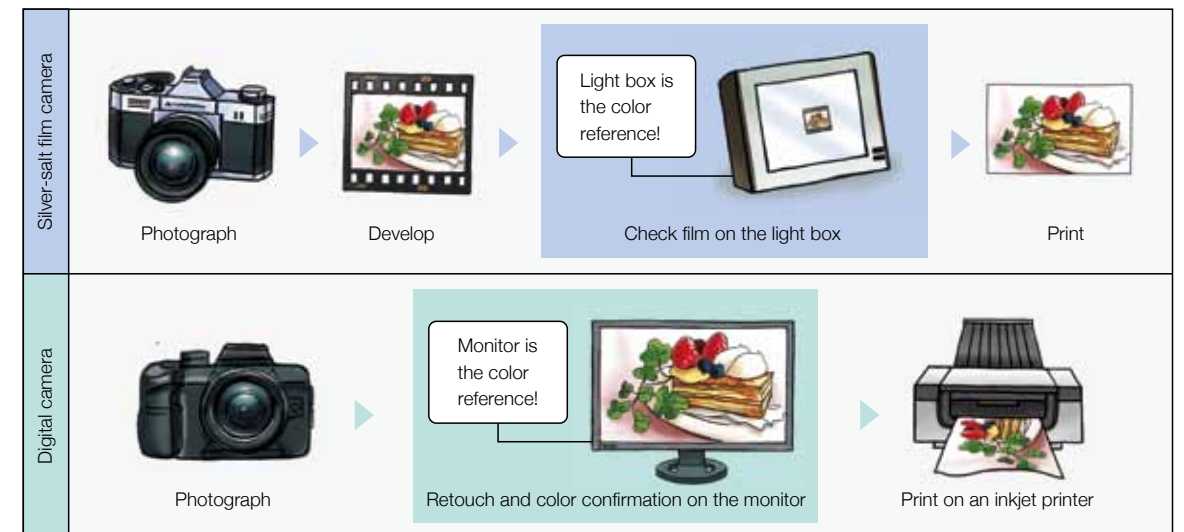 Silver-salt film camera
Light box is
the color
reference!
Photograph
Develop
Check film on the light box
Print
Digital camera
Monitor is
the color
reference!
Photograph
Retouch and color confirmation on the monitor
Print on an inkjet printer